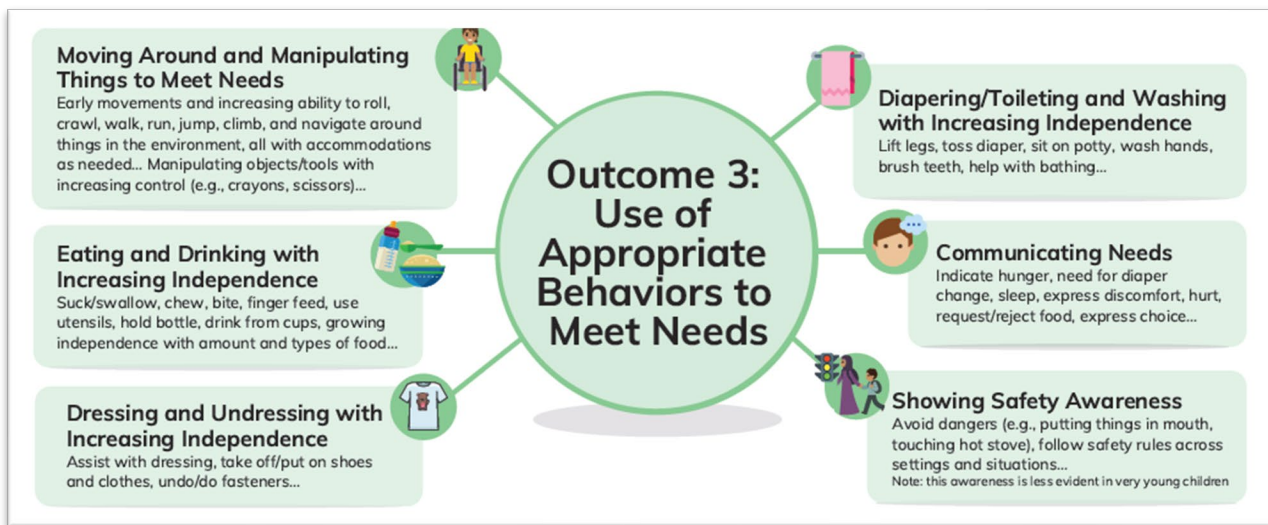 Moving Around and Manipulating
Things to Meet Needs
Early movements and increasing ability to roll,
crawl, walk, run, jump, climb, and navigate around
things in the environment, all with accommodations
as needed... Manipulating objects/tools with
increasing control (e.g., crayons, scissors)...
Eating and Drinking with
Increasing Independence
Suck/swallow, chew, bite, finger feed, use
utensils, hold bottle, drink from cups, growing
independence with amount and types of food...
Dressing and Undressing with
Increasing Independence
Assist with dressing, take off/put on shoes
and clothes, undo/do fasteners...
Outcome 3:
Use of
Appropriate
Behaviors to
Meet Needs
Diapering/Toileting and Washing
with Increasing Independence
Lift legs, toss diaper, sit on potty, wash hands,
brush teeth, help with bathing...
Communicating Needs
Indicate hunger, need for diaper
change, sleep, express discomfort, hurt,
request/reject food, express choice...
Showing Safety Awareness
Avoid dangers (e.g., putting things in mouth,
touching hot stove), follow safety rules across
settings and situations...
Note: this awareness is less evident in very young children